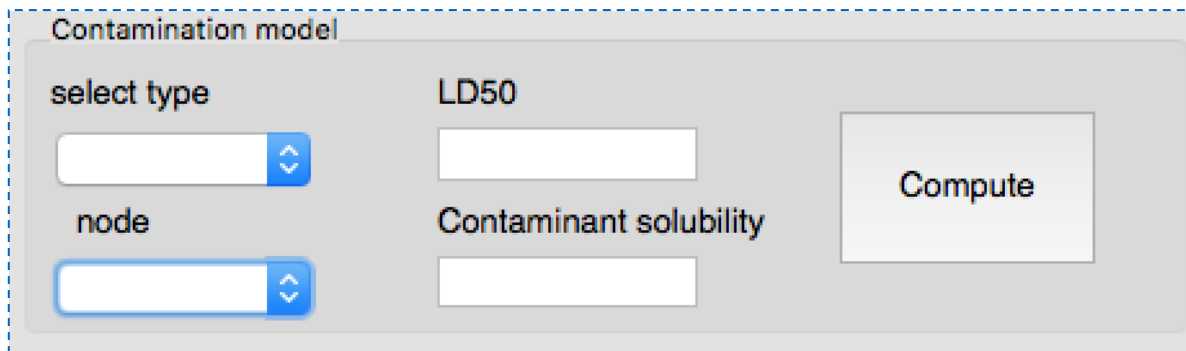 Contamination model
select type
LD50
node
Contaminant solubility
Compute